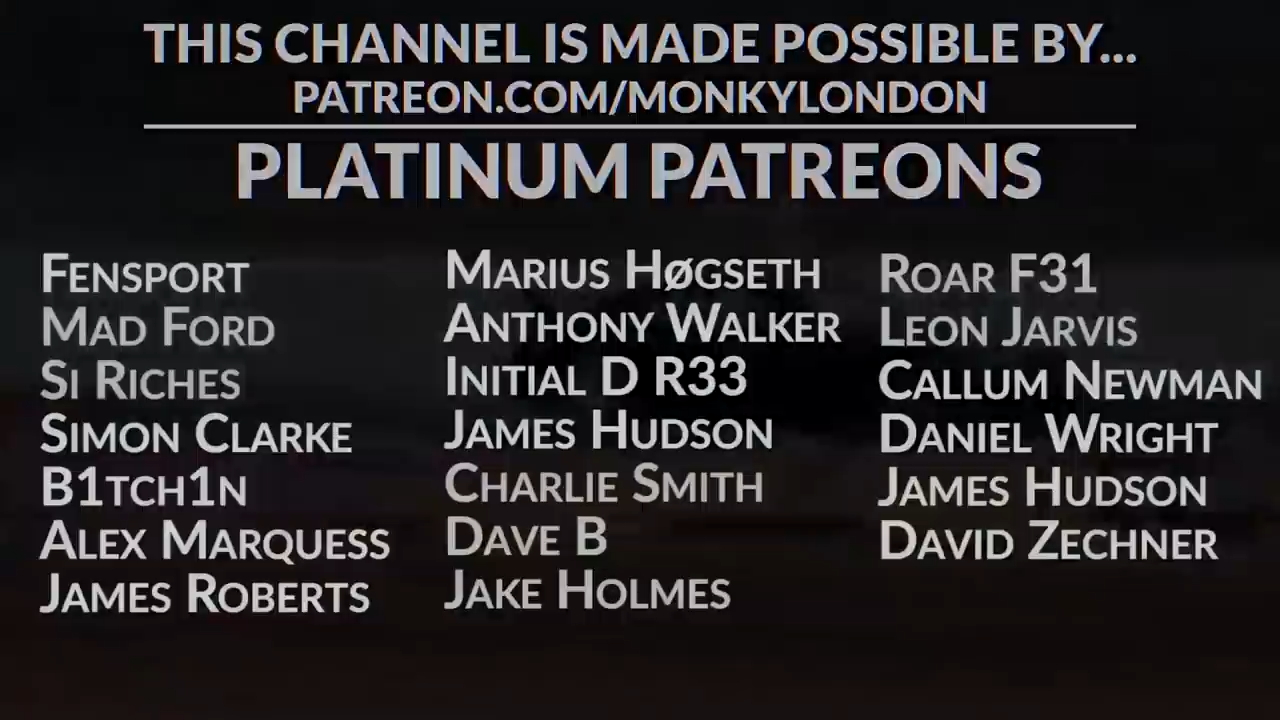 THIS CHANNEL IS MADE POSSIBLE BY...
PATREON.COM/MONKYLONDON
PLATINUM PATREONS
FENSPORT
MAD FORD
SI RICHES
SIMON CLARKE
B1TCH1N
ALEX MARQUESS
JAMES ROBERTS
MARIUS HØGSETH
ANTHONY WALKER
INITIAL D R33
JAMES HUDSON
CHARLIE SMITH
DAVE B
JAKE HOLMES
ROAR F31
LEON JARVIS
CALLUM NEWMAN
DANIEL WRIGHT
JAMES HUDSON
DAVID ZECHNER